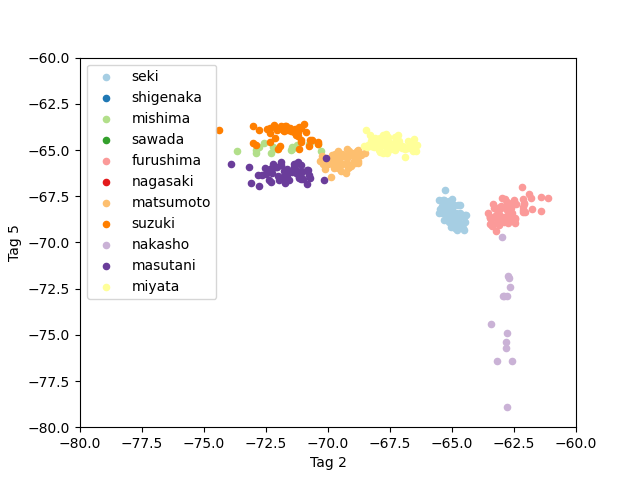 −60.0
−62.5
−65.0
−67.5
−70.0
−72.5
−75.0
−77.5
−80.0
Tag 5
seki
shigenaka
mishima
sawada
furushima
nagasaki
matsumoto
suzuki
nakasho
masutani
miyata
−80.0 −77.5 −75.0 −72.5 −70.0 −67.5 −65.0 −62.5 −60.0
Tag 2